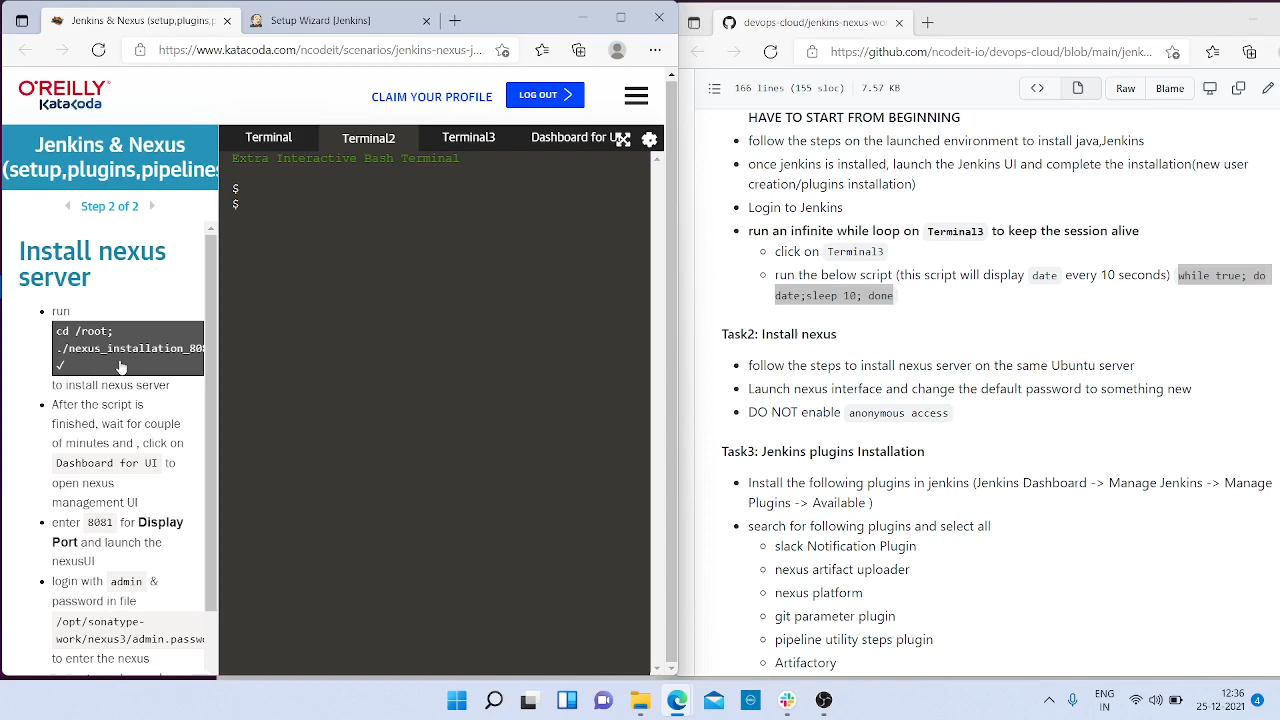 Jenkins & Nexus (setup,plugins,p
Setup Wizard [Jenkins]
https://www.katacoda.com/ncodeit/scenarios/jenkins-nexus-j...
O'REILLY
KataKoda
CLAIM YOUR PROFILE
LOG OUT
Jenkins & Nexus
(setup,plugins,pipelines
Step 2 of 2
Install nexus
server
run
cd /root;
./nexus_installation_808
to install nexus server
After the script is
finished, wait for couple
of minutes and , click on
Dashboard for UI to
open nexus
management UI
enter 8081 for Display
Port and launch the
nexusUI
login with admin &
password in file
/opt/sonatype-
work/nexus3/admin.passw
to enter the nexus
Terminal
Terminal2
Terminal3
Dashboard for U
Extra Interactive Bash Terminal
$
$
devops-cloud/jenkins-nexus-wo
https://github.com/ncodeit-io/devops-cloud/blob/main/jenk...
166 lines (155 sloc)
7.57 KB
Raw
Blame
HAVE TO START FROM BEGINNING
follow the steps on the launched environment to install java,Jenkins
once jenkins is installed, launch the Jenkins UI and complete the installation(new user
creation/plugins installation)
Login to Jenkins
run an infinite while loop on Terminal3 to keep the session alive
click on Terminal3
run the below script (this script will display date every 10 seconds) while true; do
date;sleep 10; done
Task2: Install nexus
follow the steps to install nexus server on the same Ubuntu server
Launch nexus interface and change the default password to something new
DO NOT enable anonymous access
Task3: Jenkins plugins Installation
Install the following plugins in jenkins (Jenkins Dashboard -> Manage Jenkins -> Manage
Plugins -> Available )
search for following plugins and select all
slack Notification Plugin
nexus artifact uploader
nexus platform
git parameter plugin
pipeline utility steps plugin
Artifactory
ENG
IN
12:36
25-12-2021
4